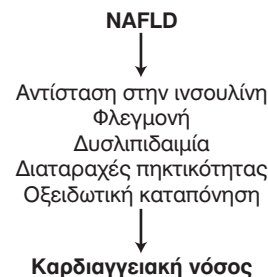 NAFLD
Αντίσταση στην ινσουλίνη
Φλεγμονή
Δυσλιπιδαιμία
Διαταραχές πηκτικότητας
Οξειδωτική καταπόνηση
Καρδιαγγειακή νόσος